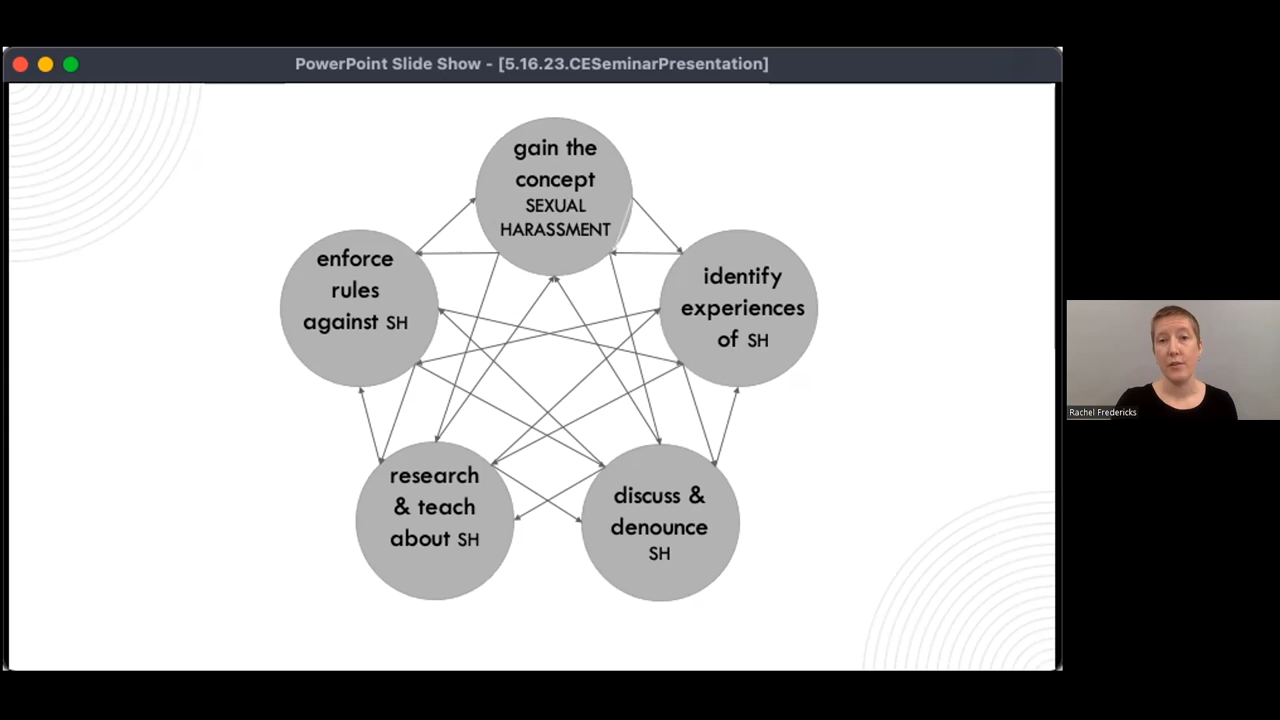 PowerPoint Slide Show - [5.16.23.CESeminarPresentation]
gain the
concept
SEXUAL
HARASSMENT
enforce
rules
against SH
identify
experiences
of SH
research
& teach
about SH
discuss &
denounce
SH
Rachel Fredericks